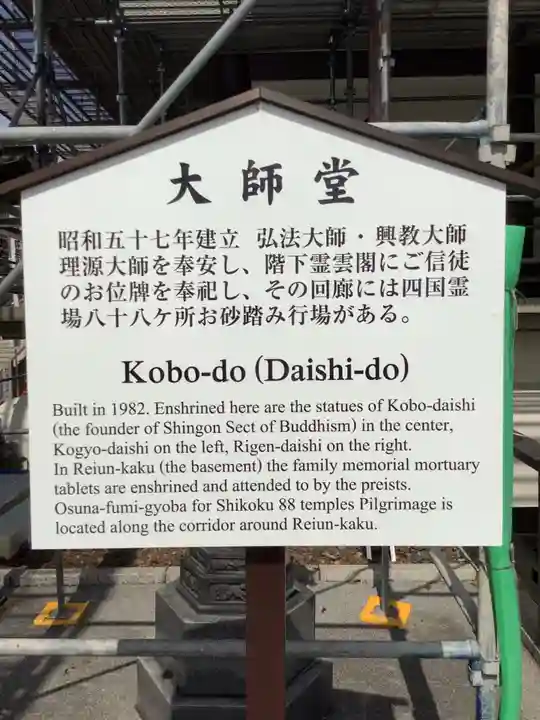 大師堂
昭和五十七年建立 弘法大師・興教大師
理源大師を奉安し、階下霊雲閣にご信徒
のお位牌を奉祀し、その回廊には四国霊
場八十八ケ所お砂踏み行場がある。
Kobo-do (Daishi-do)
Built in 1982. Enshrined here are the statues of Kobo-daishi
(the founder of Shingon Sect of Buddhism) in the center,
Kogyo-daishi on the left, Rigen-daishi on the right.
In Reiun-kaku (the basement) the family memorial mortuary
tablets are enshrined and attended to by the preists.
Osuna-fumi-gyoba for Shikoku 88 temples Pilgrimage is
located along the corridor around Reiun-kaku.